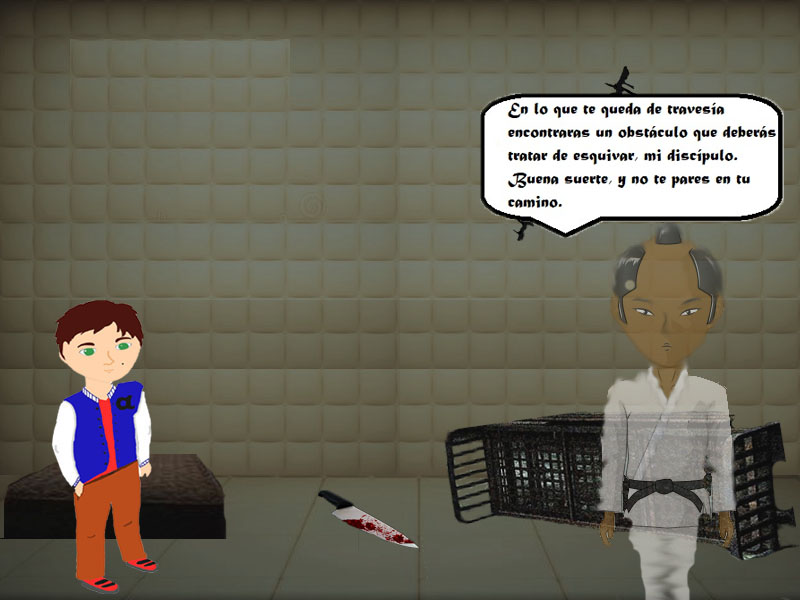 En lo que te queda de travesía
encontraras un obstáculo que deberás
tratar de esquivar, mi discípulo.
Buena suerte, y no te pares en tu
camino.
α